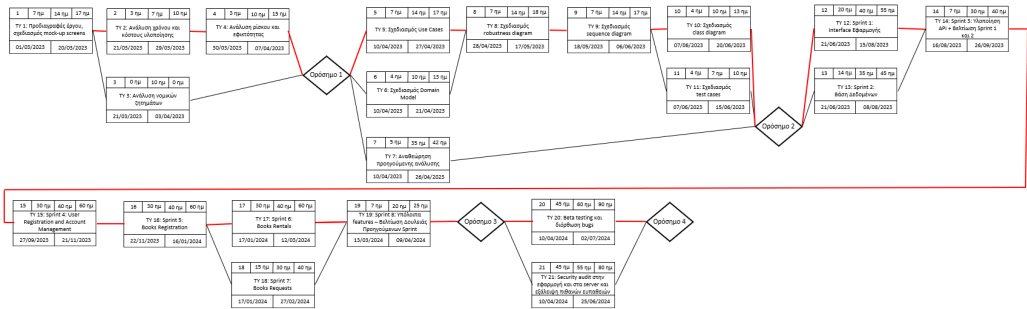 1 7 ημ 14 ημ 17 ημ
ΤΥ 1: Προδιαγραφές έργου,
σχεδιασμός mock-up screens
01/03/2023 20/03/2023
2 3 ημ 7 ημ 10 ημ
ΤΥ 2: Ανάλυση χρόνου και
κόστους υλοποίησης
21/03/2023 29/03/2023
4 3 ημ 10 ημ 15 ημ
ΤΥ 4: Ανάλυση ρίσκου και
εφικτότητας
30/03/2023 07/04/2023
3 0 ημ 10 ημ 0 ημ
ΤΥ 3: Ανάλυση νομικών
ζητημάτων
21/03/2023 03/04/2023
Ορόσημο 1
5 7 ημ 14 ημ 17 ημ
ΤΥ 5: Σχεδιασμός Use Cases
10/04/2023 27/04/2023
6 4 ημ 10 ημ 13 ημ
ΤΥ 6: Σχεδιασμός Domain
Model
10/04/2023 21/04/2023
7 5 ημ 35 ημ 42 ημ
ΤΥ 7: Αναθεώρηση
προηγούμενης ανάλυσης
10/04/2023 26/04/2023
8 7 ημ 14 ημ 18 ημ
ΤΥ 8: Σχεδιασμός
robustness diagram
28/04/2023 17/05/2023
9 7 ημ 14 ημ 17 ημ
ΤΥ 9: Σχεδιασμός
sequence diagram
18/05/2023 06/06/2023
10 4 ημ 10 ημ 13 ημ
ΤΥ 10: Σχεδιασμός
class diagram
07/06/2023 20/06/2023
11 4 ημ 7 ημ 10 ημ
ΤΥ 11: Σχεδιασμός
test cases
07/06/2023 15/06/2023
Ορόσημο 2
12 20 ημ 40 ημ 55 ημ
ΤΥ 12: Sprint 1:
Interface Εφαρμογής
21/06/2023 15/08/2023
13 14 ημ 35 ημ 45 ημ
ΤΥ 13: Sprint 2:
Βάση Δεδομένων
21/06/2023 08/08/2023
14 7 ημ 14 ημ 17 ημ
ΤΥ 14: Sprint 3: Υλοποίηση
API + Βελτίωση Sprint 1
και 2
16/08/2023 26/09/2023
15 30 ημ 40 ημ 60 ημ
ΤΥ 15: Sprint 4: User
Registration and Account
Management
27/09/2023 21/11/2023
16 30 ημ 40 ημ 60 ημ
ΤΥ 16: Sprint 5:
Books Registration
22/11/2023 16/01/2024
17 30 ημ 40 ημ 60 ημ
ΤΥ 17: Sprint 6:
Books Rentals
17/01/2024 12/03/2024
18 15 ημ 30 ημ 40 ημ
ΤΥ 18: Sprint 7:
Books Requests
17/01/2024 27/02/2024
19 7 ημ 20 ημ 25 ημ
ΤΥ 19: Sprint 8: Υπόλοιπα
features – Βελτίωση Δουλειάς
Προηγούμενων Sprint
13/03/2024 09/04/2024
Ορόσημο 3
20 45 ημ 60 ημ 90 ημ
ΤΥ 20: Beta testing και
διόρθωση bugs
10/04/2024 02/07/2024
21 45 ημ 55 ημ 80 ημ
ΤΥ 21: Security audit στην
εφαρμογή και στα server και
εξάλειψη πιθανών ευπαθειών
10/04/2024 25/06/2024
Ορόσημο 4